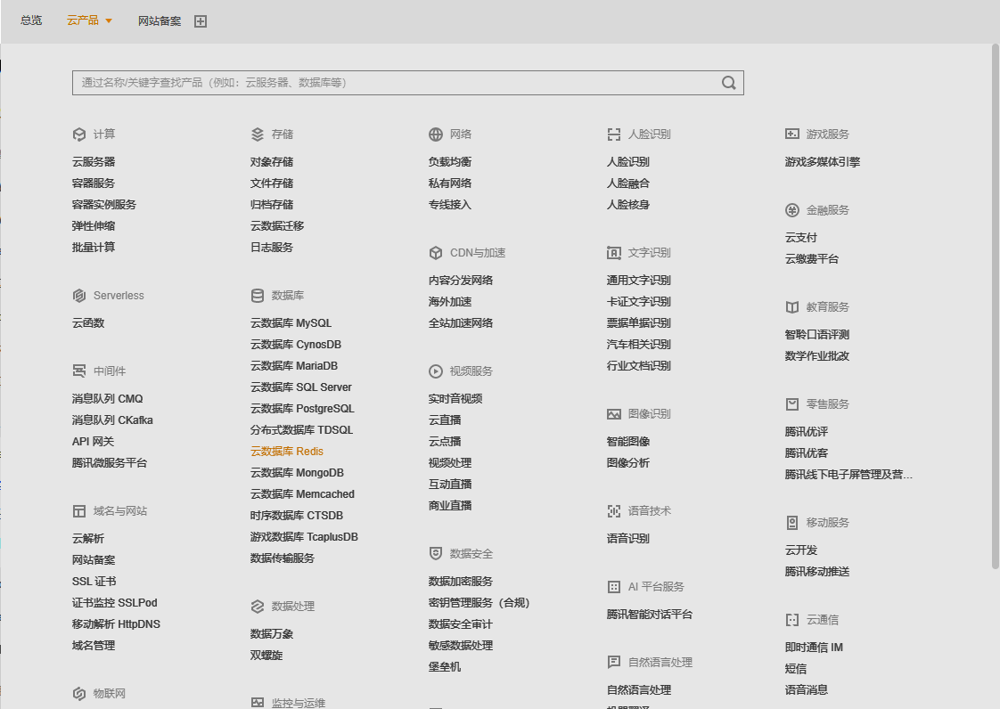 总览
云产品
网站备案
通过名称/关键字查找产品（例如：云服务器、数据库等）
计算
云服务器
容器服务
容器实例服务
弹性伸缩
批量计算
Serverless
云函数
中间件
消息队列 CMQ
消息队列 CKafka
API 网关
腾讯微服务平台
域名与网站
云解析
网站备案
SSL 证书
证书监控 SSLPod
移动解析 HttpDNS
域名管理
物联网
存储
对象存储
文件存储
归档存储
云数据迁移
日志服务
数据库
云数据库 MySQL
云数据库 CynosDB
云数据库 MariaDB
云数据库 SQL Server
云数据库 PostgreSQL
分布式数据库 TDSQL
云数据库 Redis
云数据库 MongoDB
云数据库 Memcached
时序数据库 CTSDB
游戏数据库 TcaplusDB
数据传输服务
数据处理
数据万象
双螺旋
监控与运维
网络
负载均衡
私有网络
专线接入
CDN与加速
内容分发网络
海外加速
全站加速网络
视频服务
实时音视频
云直播
云点播
视频处理
互动直播
商业直播
数据安全
数据加密服务
密钥管理服务（合规）
数据安全审计
敏感数据处理
堡垒机
人脸识别
人脸识别
人脸融合
人脸核身
文字识别
通用文字识别
卡证文字识别
票据单据识别
汽车相关识别
行业文档识别
图像识别
智能图像
图像分析
语音技术
语音识别
AI 平台服务
腾讯智能对话平台
自然语言处理
自然语言处理
机器翻译
游戏服务
游戏多媒体引擎
金融服务
云支付
云缴费平台
教育服务
智聆口语评测
数学作业批改
零售服务
腾讯优评
腾讯优客
腾讯线下电子屏管理及营...
移动服务
云开发
腾讯移动推送
云通信
即时通信 IM
短信
语音消息